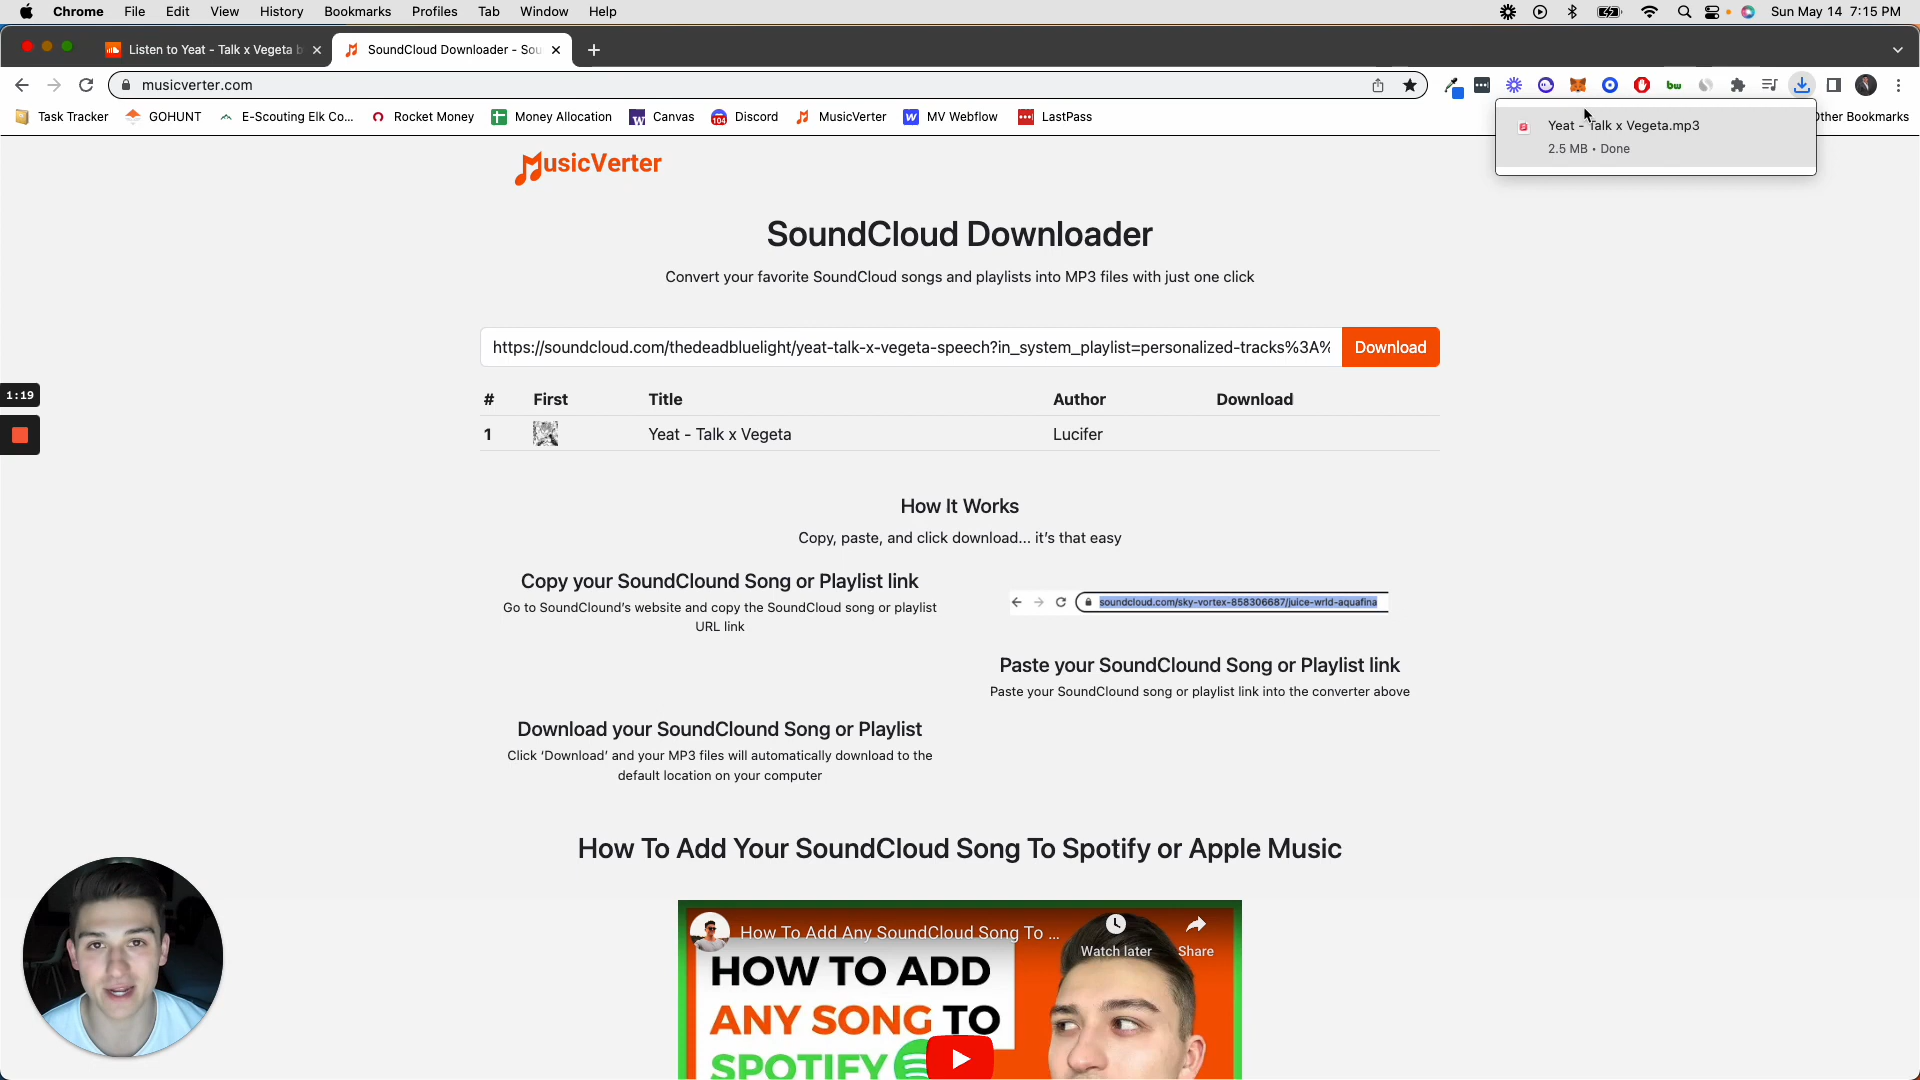 Chrome File Edit View History Bookmarks Profiles Tab Window Help Sun May 14 7:15 PM
Listen to Yeat - Talk x Vegeta b
SoundCloud Downloader - Sou
musicverter.com
Task Tracker GOHUNT E-Scouting Elk Co... Rocket Money Money Allocation Canvas 104 Discord MusicVerter MV Webflow LastPass Other Bookmarks
Yeat - Talk x Vegeta.mp3
2.5 MB • Done
usicVerter
SoundCloud Downloader
Convert your favorite SoundCloud songs and playlists into MP3 files with just one click
https://soundcloud.com/thedeadbluelight/yeat-talk-x-vegeta-speech?in_system_playlist=personalized-tracks%3A% Download
1:19
# First Title Author Download
1 Yeat - Talk x Vegeta Lucifer
How It Works
Copy, paste, and click download... it's that easy
Copy your SoundClound Song or Playlist link
Go to SoundClound's website and copy the SoundCloud song or playlist
URL link
soundcloud.com/sky-vortex-858306687/juice-wrld-aquafina
Paste your SoundClound Song or Playlist link
Paste your SoundClound song or playlist link into the converter above
Download your SoundClound Song or Playlist
Click ‘Download’ and your MP3 files will automatically download to the
default location on your computer
How To Add Your SoundCloud Song To Spotify or Apple Music
How To Add Any SoundCloud Song To ...
Watch later
Share
HOW TO ADD
ANY SONG TO
SPOTIFY